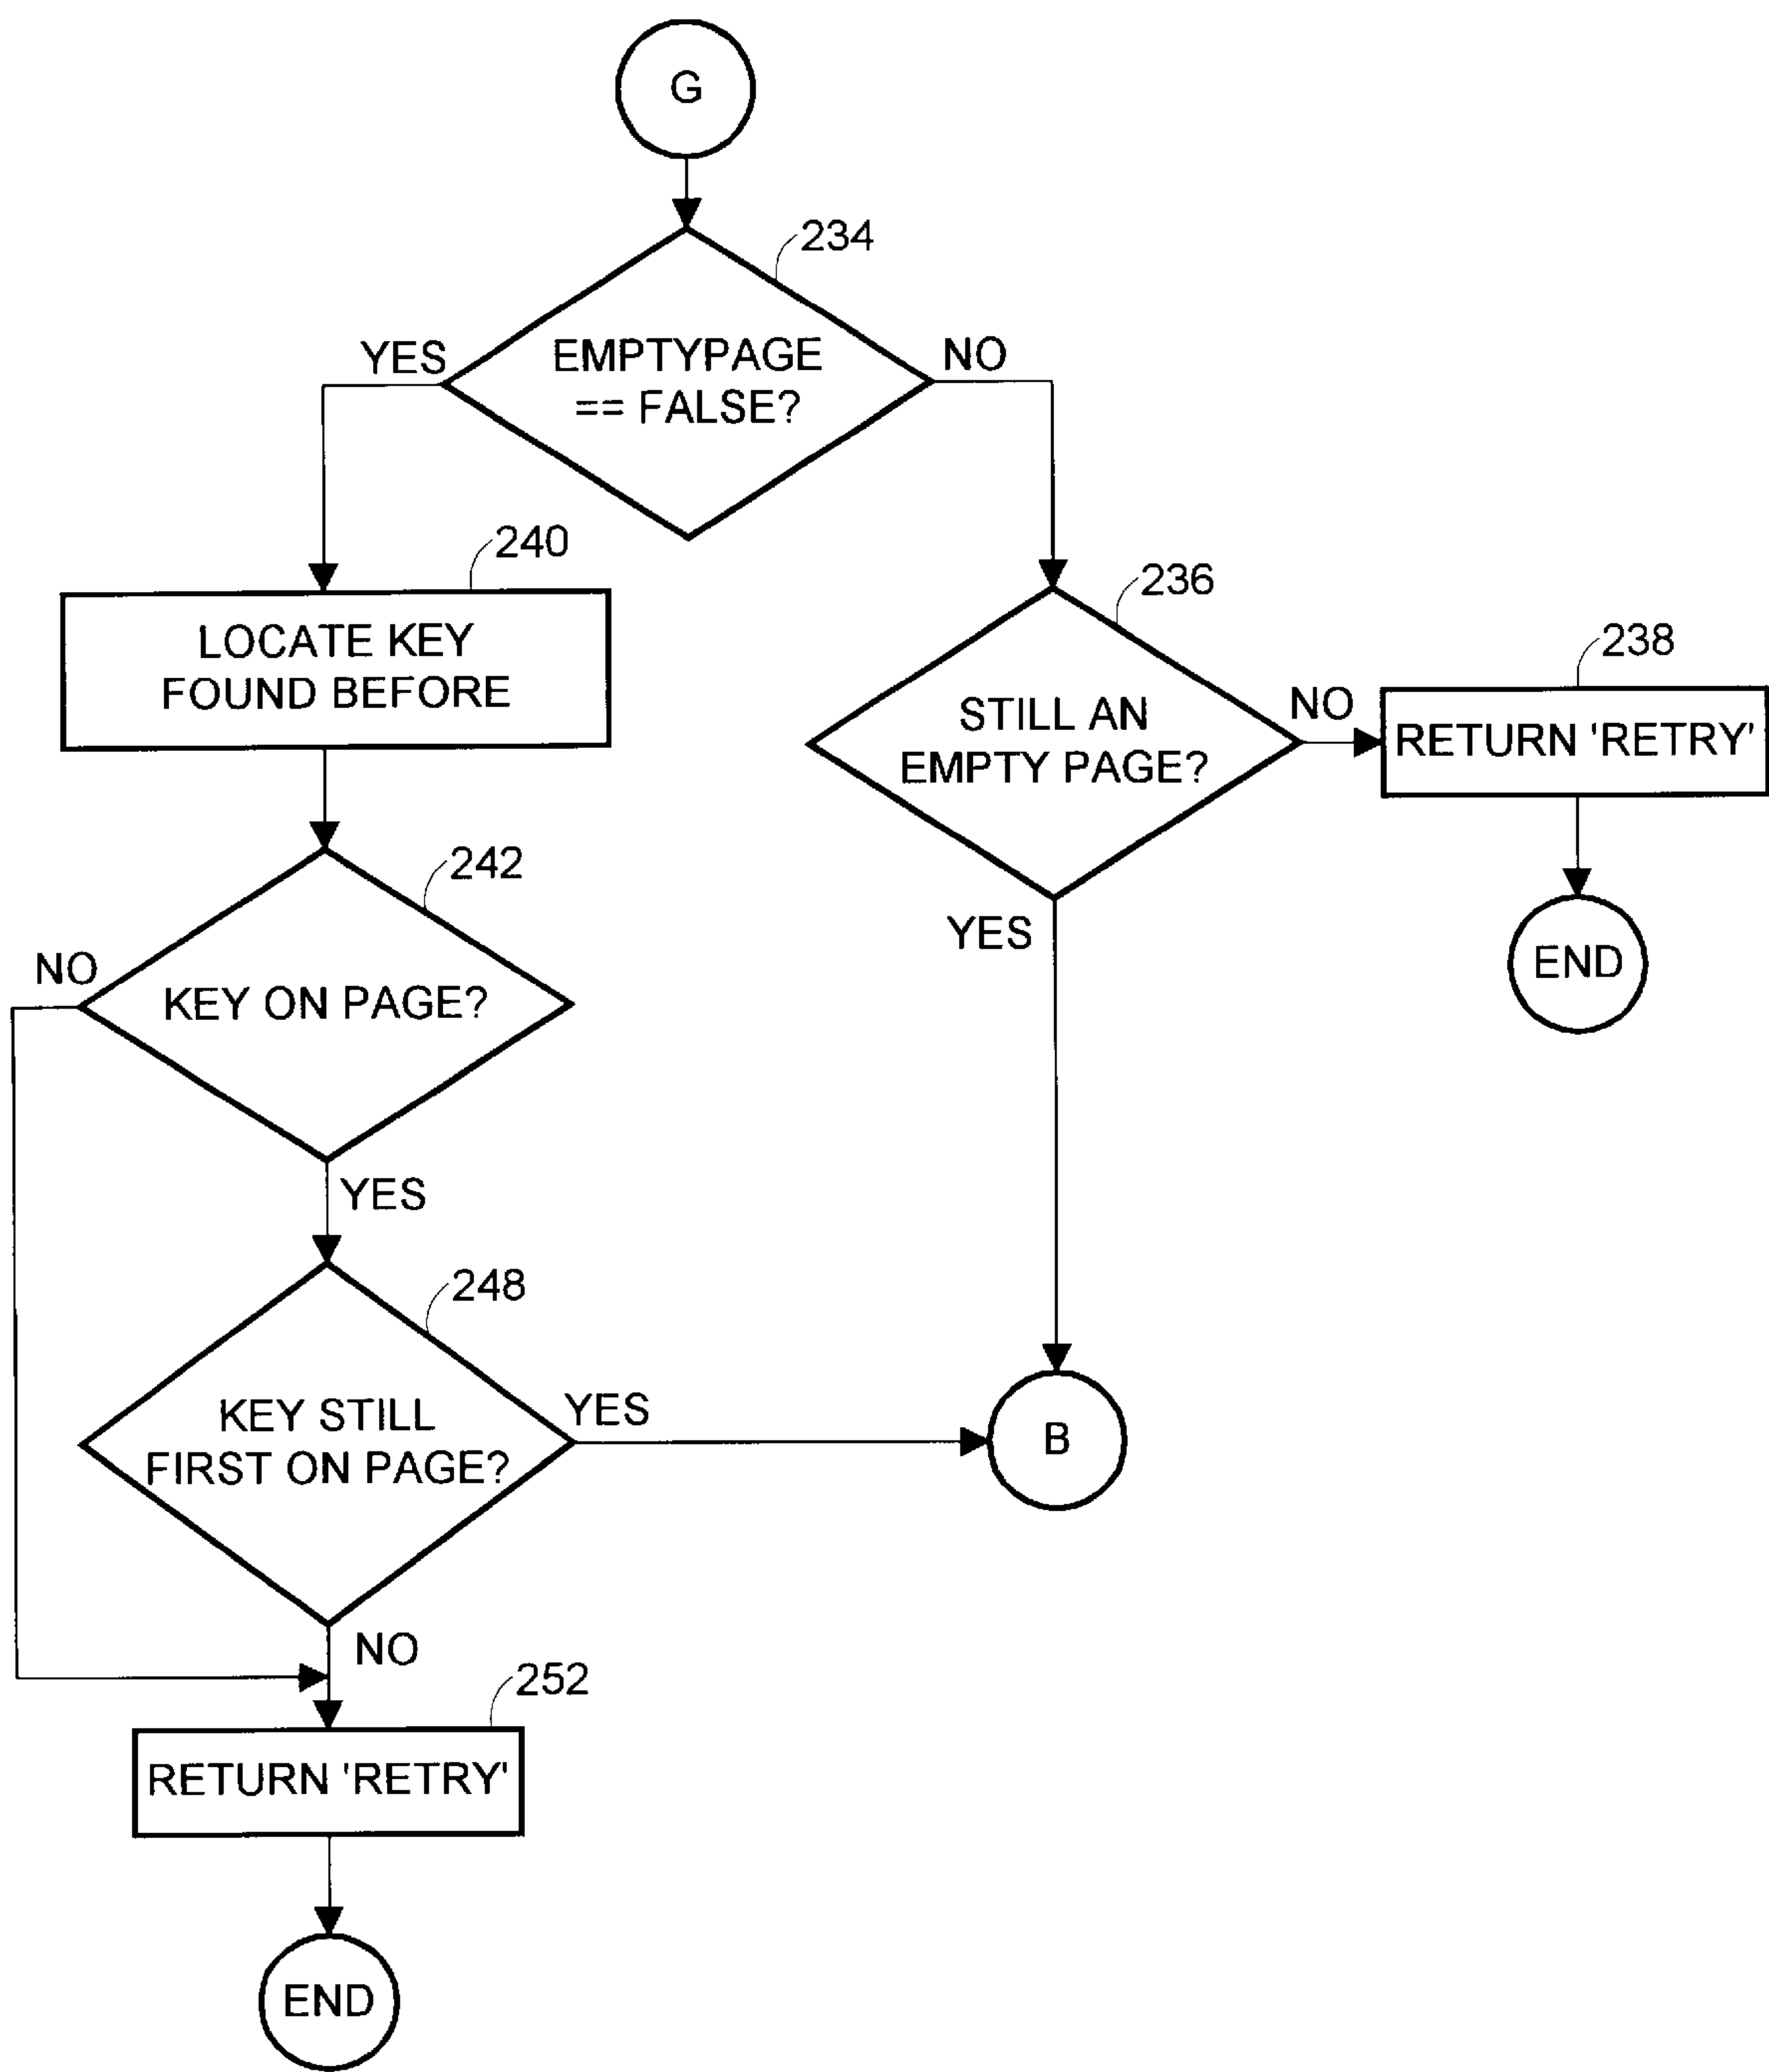 G
234
YES
EMPTYPAGE
== FALSE?
NO
240
LOCATE KEY
FOUND BEFORE
236
STILL AN
EMPTY PAGE?
NO
238
RETURN 'RETRY'
YES
END
242
NO
KEY ON PAGE?
YES
248
KEY STILL
FIRST ON PAGE?
YES
B
NO
252
RETURN 'RETRY'
END